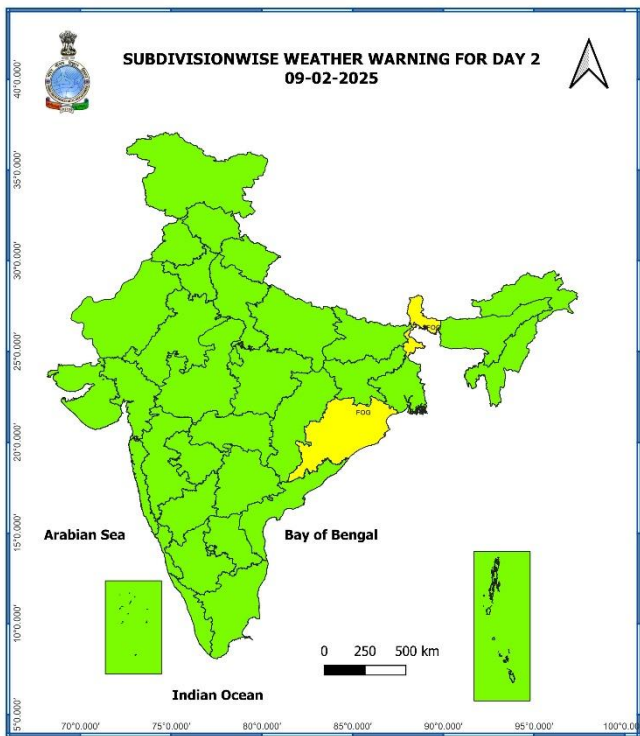 SUBDIVISIONWISE WEATHER WARNING FOR DAY 2
09-02-2025
40°0.000'
35°0.000'
30°0.000'
25°0.000'
20°0.000'
15°0.000'
10°0.000'
5°0.000'
FOG
FOG
Arabian Sea
Bay of Bengal
0 250 500 km
Indian Ocean
70°0.000' 75°0.000' 80°0.000' 85°0.000' 90°0.000' 95°0.000' 100°0.000'